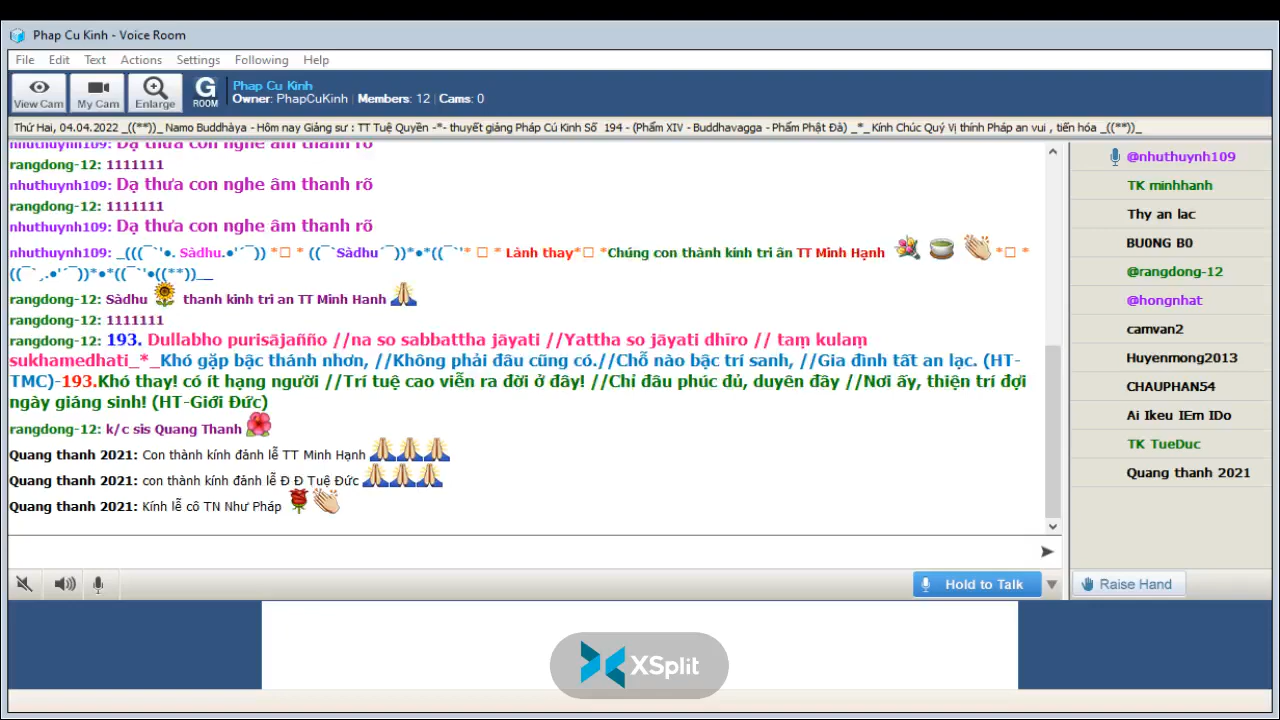 Phap Cu Kinh - Voice Room
File Edit Text Actions Settings Following Help
View Cam My Cam Enlarge G ROOM
Phap Cu Kinh
Owner: PhapCuKinh | Members: 12 | Cams: 0
Thứ Hai, 04.04.2022 _((**))_ Namo Buddhàya - Hôm nay Giảng sư : TT Tuệ Quyền -*- thuyết giảng Pháp Cú Kinh Số 194 - (Phẩm XIV - Buddhavagga - Phẩm Phật Đà) _*_ Kính Chúc Quý Vị thính Pháp an vui , tiến hóa _((**))_
nhuthuynh109: Dạ thưa con nghe âm thanh rõ
rangdong-12: 1111111
nhuthuynh109: Dạ thưa con nghe âm thanh rõ
rangdong-12: 1111111
nhuthuynh109: Dạ thưa con nghe âm thanh rõ
nhuthuynh109: _(((¯`'●. Sàdhu.●'´¯)) *□ * ((¯`Sàdhu´¯))*●*((¯`'* □ * Lành thay*□ *Chúng con thành kính tri ân TT Minh Hạnh *□ *
((¯` ¸.●'´¯))*●*((¯`'●((**))__
rangdong-12: Sàdhu thanh kinh tri an TT Minh Hanh
rangdong-12: 1111111
rangdong-12: 193. Dullabho purisājañño //na so sabbattha jāyati //Yattha so jāyati dhīro // taṃ kulaṃ
sukhamedhati_*_Khó gặp bậc thánh nhơn, //Không phải đâu cũng có.//Chỗ nào bậc trí sanh, //Gia đình tất an lạc. (HT-
TMC)-193.Khó thay! có ít hạng người //Trí tuệ cao viễn ra đời ở đây! //Chỉ đâu phúc đủ, duyên đầy //Nơi ấy, thiện trí đợi
ngày giáng sinh! (HT-Giới Đức)
rangdong-12: k/c sis Quang Thanh
Quang thanh 2021: Con thành kính đảnh lễ TT Minh Hạnh
Quang thanh 2021: con thành kính đảnh lễ Đ Đ Tuệ Đức
Quang thanh 2021: Kính lễ cô TN Như Pháp
@nhuthuynh109
TK minhhanh
Thy an lac
BU0NG B0
@rangdong-12
@hongnhat
camvan2
Huyenmong2013
CHAUPHAN54
Ai lkeu IEm IDo
TK TueDuc
Quang thanh 2021
Hold to Talk
Raise Hand
XSplit